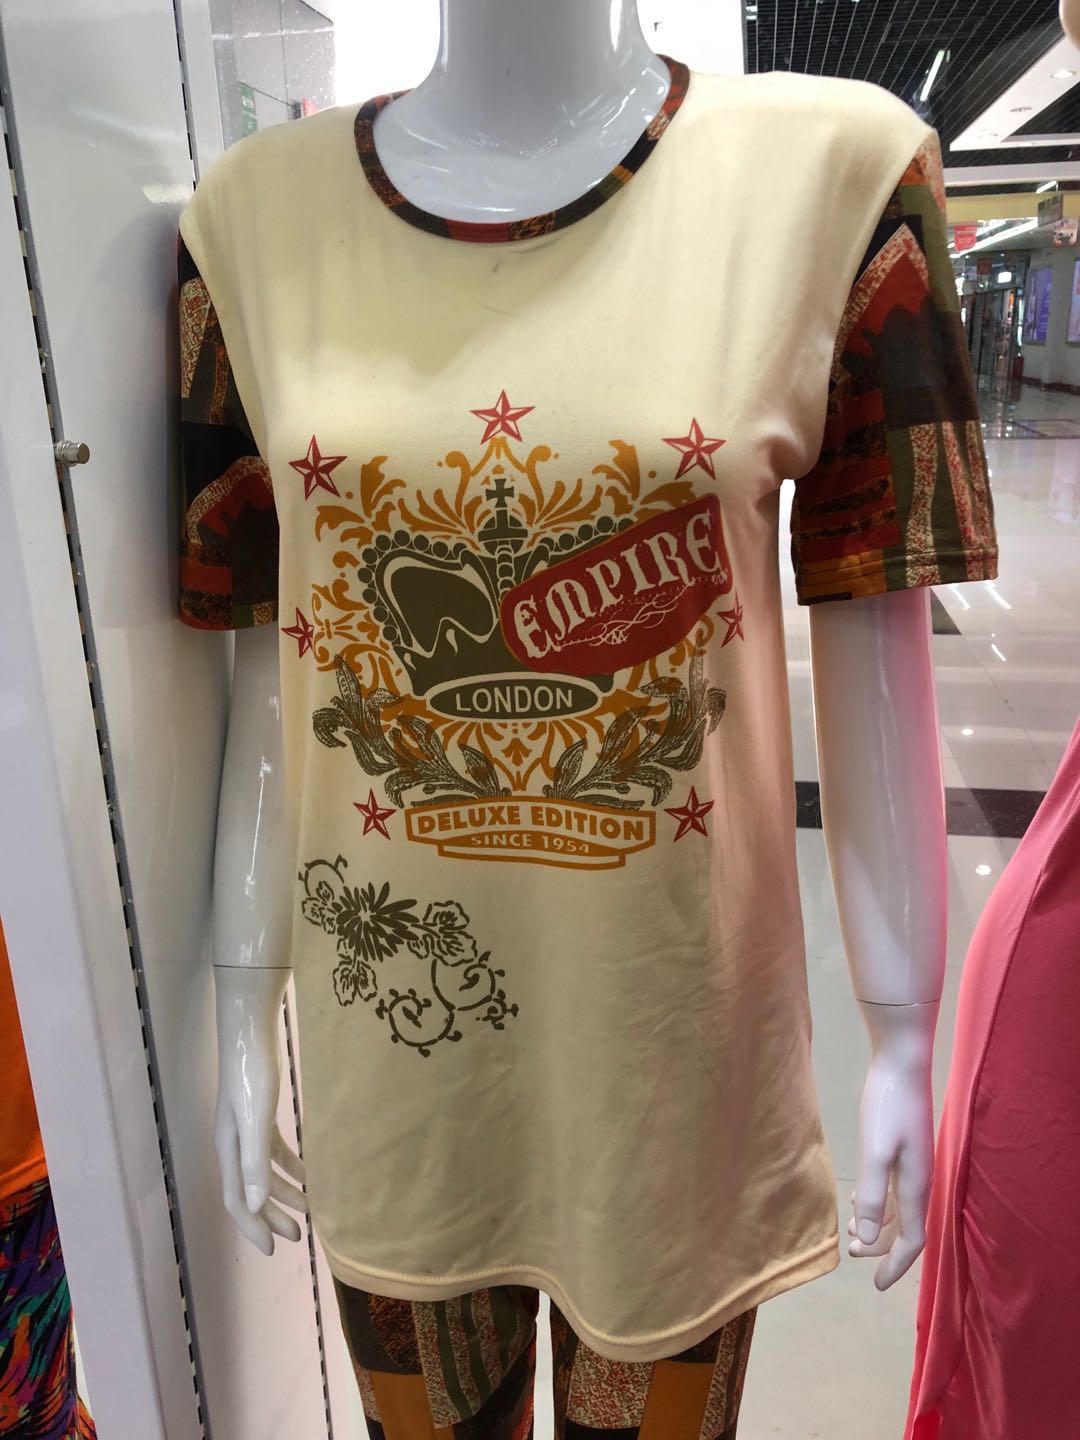 EMPIRE
LONDON
DELUXE EDITION
SINCE 1954